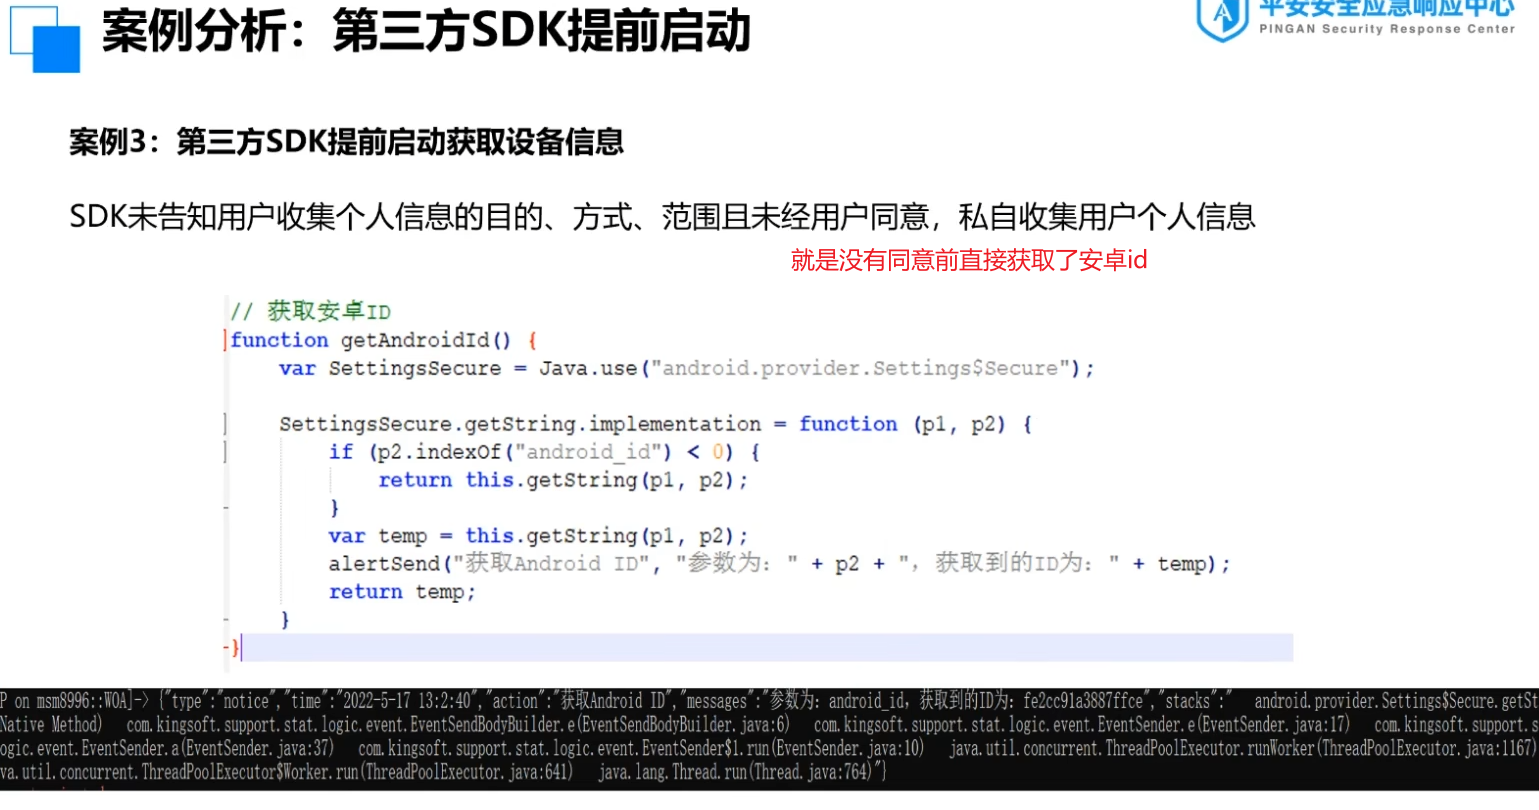 案例分析：第三方SDK提前启动
平安安全应急响应中心
PINGAN Security Response Center
案例3：第三方SDK提前启动获取设备信息
SDK未告知用户收集个人信息的目的、方式、范围且未经用户同意，私自收集用户个人信息
就是没有同意前直接获取了安卓id
// 获取安卓ID
function getAndroidId() {
var SettingsSecure = Java.use("android.provider.Settings$Secure");
SettingsSecure.getString.implementation = function (p1, p2) {
if (p2.indexOf("android_id") < 0) {
return this.getString(p1, p2);
}
var temp = this.getString(p1, p2);
alertSend("获取Android ID", "参数为：" + p2 + "，获取到的ID为：" + temp);
return temp;
}
}
P on msm8996::WOA]-> {"type":"notice","time":"2022-5-17 13:2:40","action":"获取Android ID","messages":"参数为：android_id，获取到的ID为：fe2cc91a3887ffce","stacks":" android.provider.Settings$Secure.getSt
Native Method) com.kingsoft.support.stat.logic.event.EventSendBodyBuilder.e(EventSendBodyBuilder.java:6) com.kingsoft.support.stat.logic.event.EventSender.e(EventSender.java:17) com.kingsoft.support.s
ogic.event.EventSender.a(EventSender.java:37) com.kingsoft.support.stat.logic.event.EventSender$1.run(EventSender.java:10) java.util.concurrent.ThreadPoolExecutor.runWorker(ThreadPoolExecutor.java:1167)
va.util.concurrent.ThreadPoolExecutor$Worker.run(ThreadPoolExecutor.java:641) java.lang.Thread.run(Thread.java:764)"}